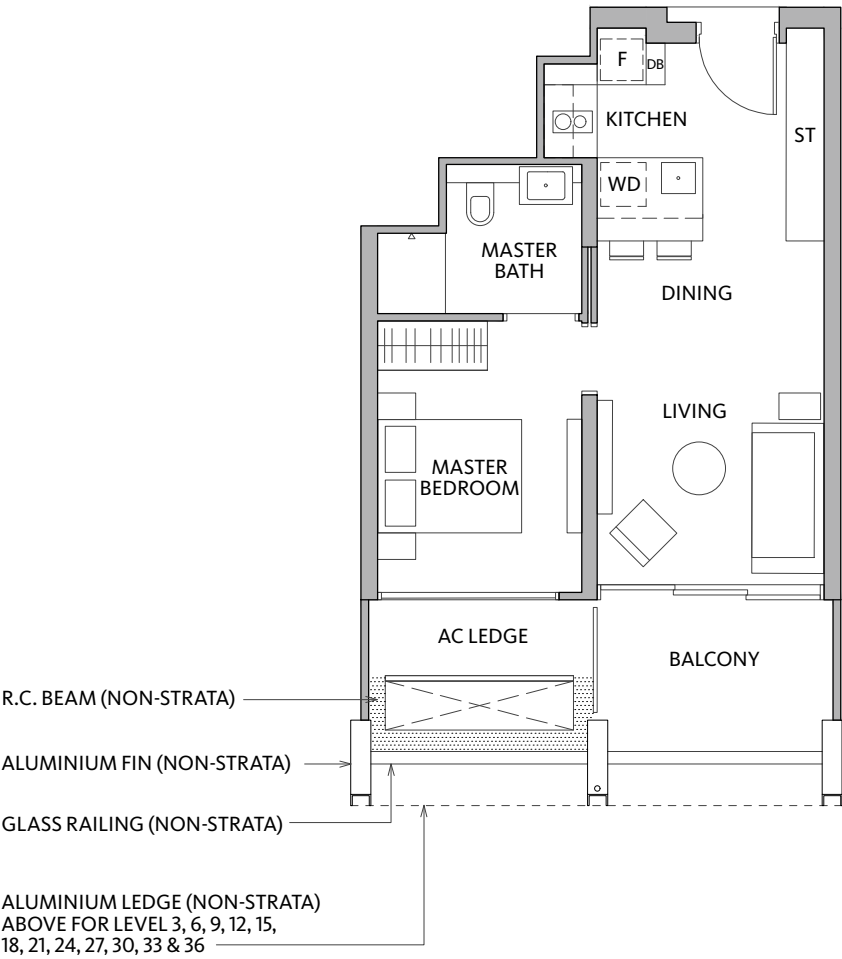 F
DB
KITCHEN
ST
WD
MASTER
BATH
DINING
LIVING
MASTER
BEDROOM
AC LEDGE
BALCONY
R.C. BEAM (NON-STRATA)
ALUMINIUM FIN (NON-STRATA)
GLASS RAILING (NON-STRATA)
ALUMINIUM LEDGE (NON-STRATA)
ABOVE FOR LEVEL 3, 6, 9, 12, 15,
18, 21, 24, 27, 30, 33 & 36